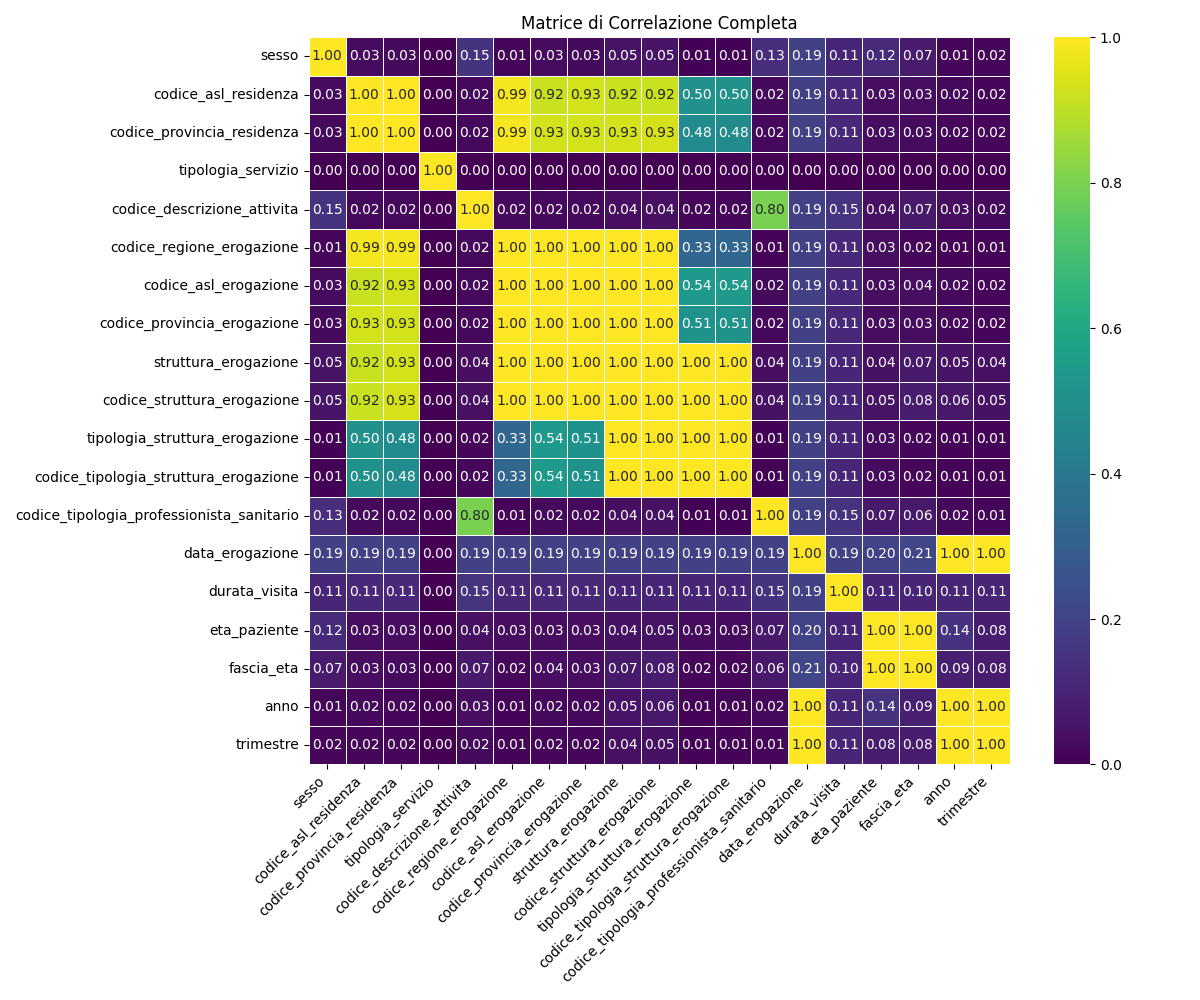 Matrice di Correlazione Completa
sesso 1.00 0.03 0.03 0.00 0.15 0.01 0.03 0.03 0.05 0.05 0.01 0.01 0.13 0.19 0.11 0.12 0.07 0.01 0.02
codice_asl_residenza 0.03 1.00 1.00 0.00 0.02 0.99 0.92 0.93 0.92 0.92 0.50 0.50 0.02 0.19 0.11 0.03 0.03 0.02 0.02
codice_provincia_residenza 0.03 1.00 1.00 0.00 0.02 0.99 0.93 0.93 0.93 0.93 0.48 0.48 0.02 0.19 0.11 0.03 0.03 0.02 0.02
tipologia_servizio 0.00 0.00 0.00 1.00 0.00 0.00 0.00 0.00 0.00 0.00 0.00 0.00 0.00 0.00 0.00 0.00 0.00 0.00 0.00
codice_descrizione_attivita 0.15 0.02 0.02 0.00 1.00 0.02 0.02 0.02 0.04 0.04 0.02 0.02 0.80 0.19 0.15 0.04 0.07 0.03 0.02
codice_regione_erogazione 0.01 0.99 0.99 0.00 0.02 1.00 1.00 1.00 1.00 1.00 0.33 0.33 0.01 0.19 0.11 0.03 0.02 0.01 0.01
codice_asl_erogazione 0.03 0.92 0.93 0.00 0.02 1.00 1.00 1.00 1.00 1.00 0.54 0.54 0.02 0.19 0.11 0.03 0.04 0.02 0.02
codice_provincia_erogazione 0.03 0.93 0.93 0.00 0.02 1.00 1.00 1.00 1.00 1.00 0.51 0.51 0.02 0.19 0.11 0.03 0.03 0.02 0.02
struttura_erogazione 0.05 0.92 0.93 0.00 0.04 1.00 1.00 1.00 1.00 1.00 1.00 1.00 0.04 0.19 0.11 0.04 0.07 0.05 0.04
codice_struttura_erogazione 0.05 0.92 0.93 0.00 0.04 1.00 1.00 1.00 1.00 1.00 1.00 1.00 0.04 0.19 0.11 0.05 0.08 0.06 0.05
tipologia_struttura_erogazione 0.01 0.50 0.48 0.00 0.02 0.33 0.54 0.51 1.00 1.00 1.00 1.00 0.01 0.19 0.11 0.03 0.02 0.01 0.01
codice_tipologia_struttura_erogazione 0.01 0.50 0.48 0.00 0.02 0.33 0.54 0.51 1.00 1.00 1.00 1.00 0.01 0.19 0.11 0.03 0.02 0.01 0.01
codice_tipologia_professionista_sanitario 0.13 0.02 0.02 0.00 0.80 0.01 0.02 0.02 0.04 0.04 0.01 0.01 1.00 0.19 0.15 0.07 0.06 0.02 0.01
data_erogazione 0.19 0.19 0.19 0.00 0.19 0.19 0.19 0.19 0.19 0.19 0.19 0.19 0.19 1.00 0.19 0.20 0.21 1.00 1.00
durata_visita 0.11 0.11 0.11 0.00 0.15 0.11 0.11 0.11 0.11 0.11 0.11 0.11 0.15 0.19 1.00 0.11 0.10 0.11 0.11
eta_paziente 0.12 0.03 0.03 0.00 0.04 0.03 0.03 0.03 0.04 0.05 0.03 0.03 0.07 0.20 0.11 1.00 1.00 0.14 0.08
fascia_eta 0.07 0.03 0.03 0.00 0.07 0.02 0.04 0.03 0.07 0.08 0.02 0.02 0.06 0.21 0.10 1.00 1.00 0.09 0.08
anno 0.01 0.02 0.02 0.00 0.03 0.01 0.02 0.02 0.05 0.06 0.01 0.01 0.02 1.00 0.11 0.14 0.09 1.00 1.00
trimestre 0.02 0.02 0.02 0.00 0.02 0.01 0.02 0.02 0.04 0.05 0.01 0.01 0.01 1.00 0.11 0.08 0.08 1.00 1.00
sesso
codice_asl_residenza
codice_provincia_residenza
tipologia_servizio
codice_descrizione_attivita
codice_regione_erogazione
codice_asl_erogazione
codice_provincia_erogazione
struttura_erogazione
codice_struttura_erogazione
tipologia_struttura_erogazione
codice_tipologia_struttura_erogazione
codice_tipologia_professionista_sanitario
data_erogazione
durata_visita
eta_paziente
fascia_eta
anno
trimestre
1.0
0.8
0.6
0.4
0.2
0.0